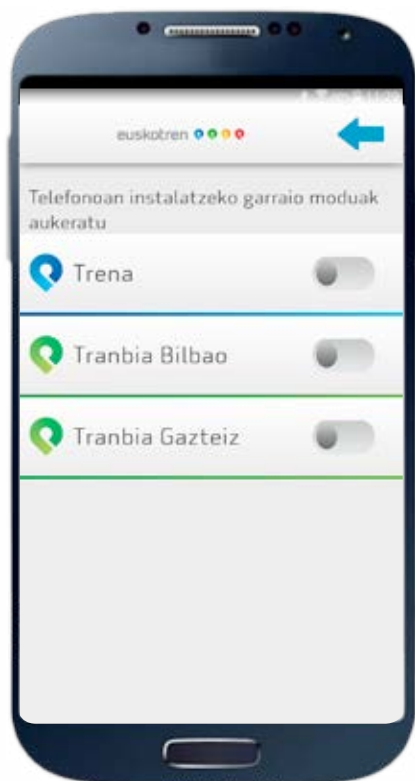 euskotren
Telefonoan instalatzeko garraio moduak
aukeratu
Trena
Tranbia Bilbao
Tranbia Gazteiz